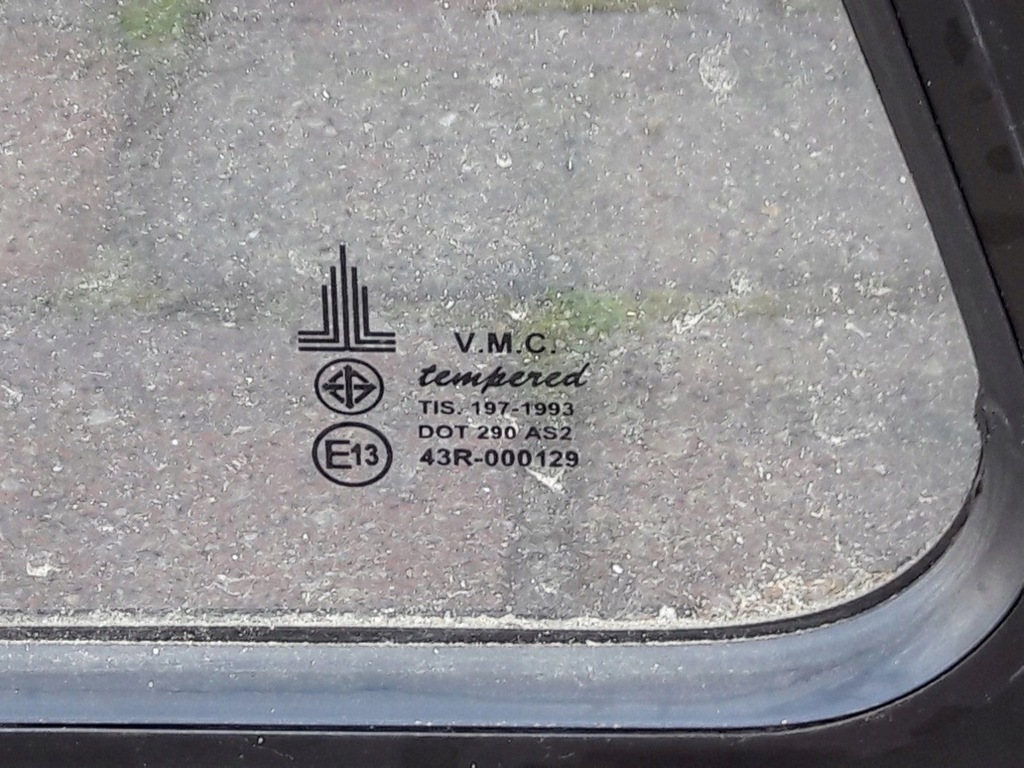 V.M.C.
tempered
TIS. 197-1993
DOT 290 AS2
E13
43R-000129